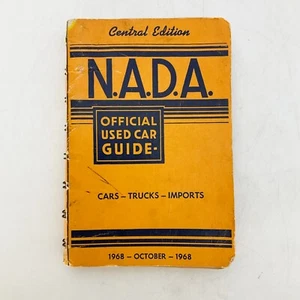 Central Edition
N.A.D.A.
OFFICIAL
USED CAR
GUIDE-
CARS - TRUCKS - IMPORTS
1968 - OCTOBER - 1968